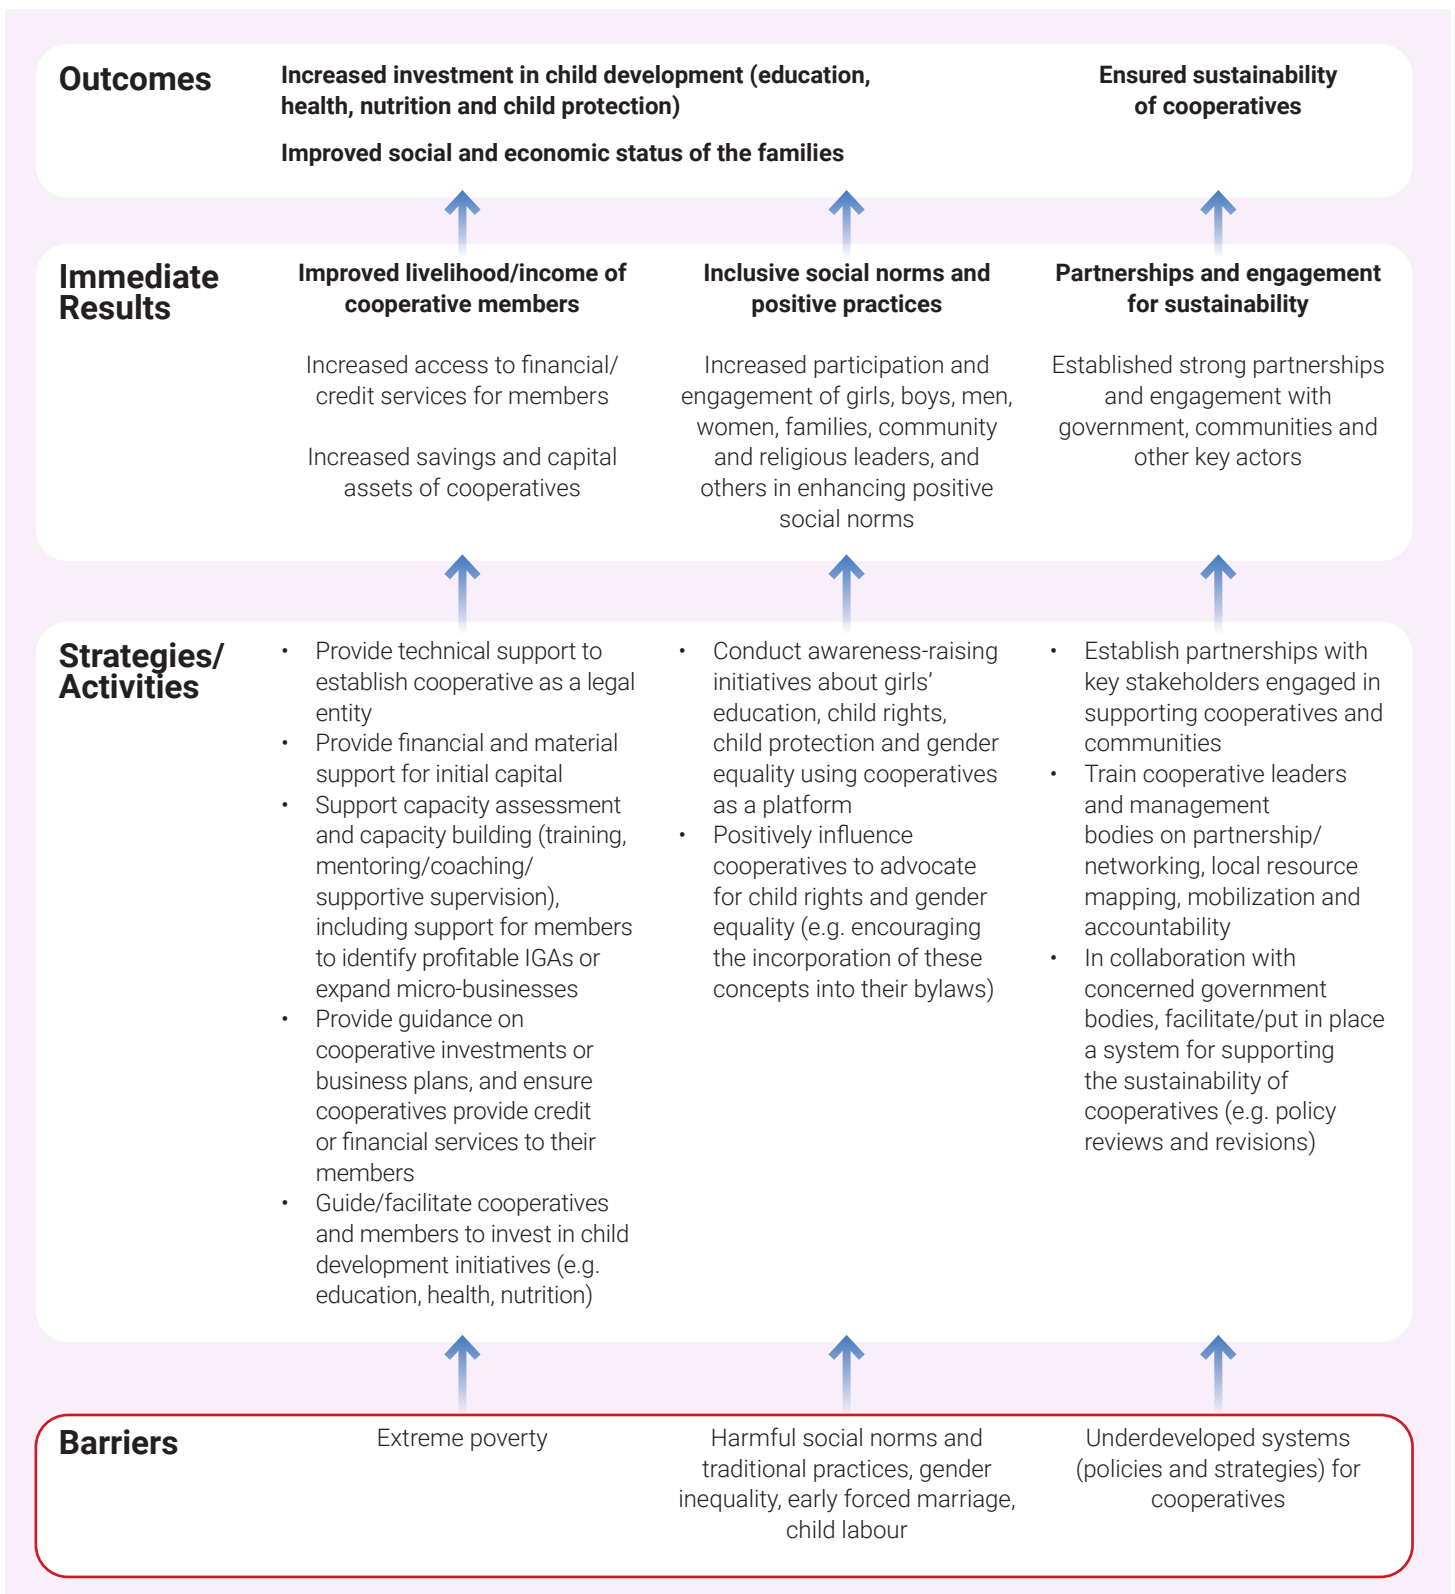 Outcomes
Increased investment in child development (education,
health, nutrition and child protection)
Improved social and economic status of the families
Ensured sustainability
of cooperatives
Immediate
Results
Improved livelihood/income of
cooperative members
Increased access to financial/
credit services for members
Increased savings and capital
assets of cooperatives
Inclusive social norms and
positive practices
Increased participation and
engagement of girls, boys, men,
women, families, community
and religious leaders, and
others in enhancing positive
social norms
Partnerships and engagement
for sustainability
Established strong partnerships
and engagement with
government, communities and
other key actors
Strategies/
Activities
• Provide technical support to
establish cooperative as a legal
entity
• Provide financial and material
support for initial capital
• Support capacity assessment
and capacity building (training,
mentoring/coaching/
supportive supervision),
including support for members
to identify profitable IGAs or
expand micro-businesses
• Provide guidance on
cooperative investments or
business plans, and ensure
cooperatives provide credit
or financial services to their
members
• Guide/facilitate cooperatives
and members to invest in child
development initiatives (e.g.
education, health, nutrition)
• Conduct awareness-raising
initiatives about girls’
education, child rights,
child protection and gender
equality using cooperatives
as a platform
• Positively influence
cooperatives to advocate
for child rights and gender
equality (e.g. encouraging
the incorporation of these
concepts into their bylaws)
• Establish partnerships with
key stakeholders engaged in
supporting cooperatives and
communities
• Train cooperative leaders
and management
bodies on partnership/
networking, local resource
mapping, mobilization and
accountability
• In collaboration with
concerned government
bodies, facilitate/put in place
a system for supporting
the sustainability of
cooperatives (e.g. policy
reviews and revisions)
Barriers
Extreme poverty
Harmful social norms and
traditional practices, gender
inequality, early forced marriage,
child labour
Underdeveloped systems
(policies and strategies) for
cooperatives